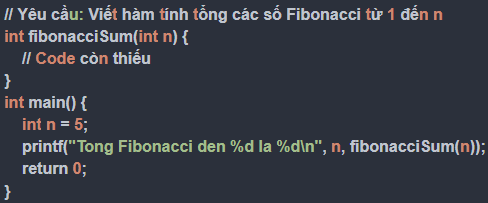 // Yêu cầu: Viết hàm tính tổng các số Fibonacci từ 1 đến n
int fibonacciSum(int n) {
    // Code còn thiếu
}
int main() {
    int n = 5;
    printf("Tong Fibonacci den %d la %d\n", n, fibonacciSum(n));
    return 0;
}